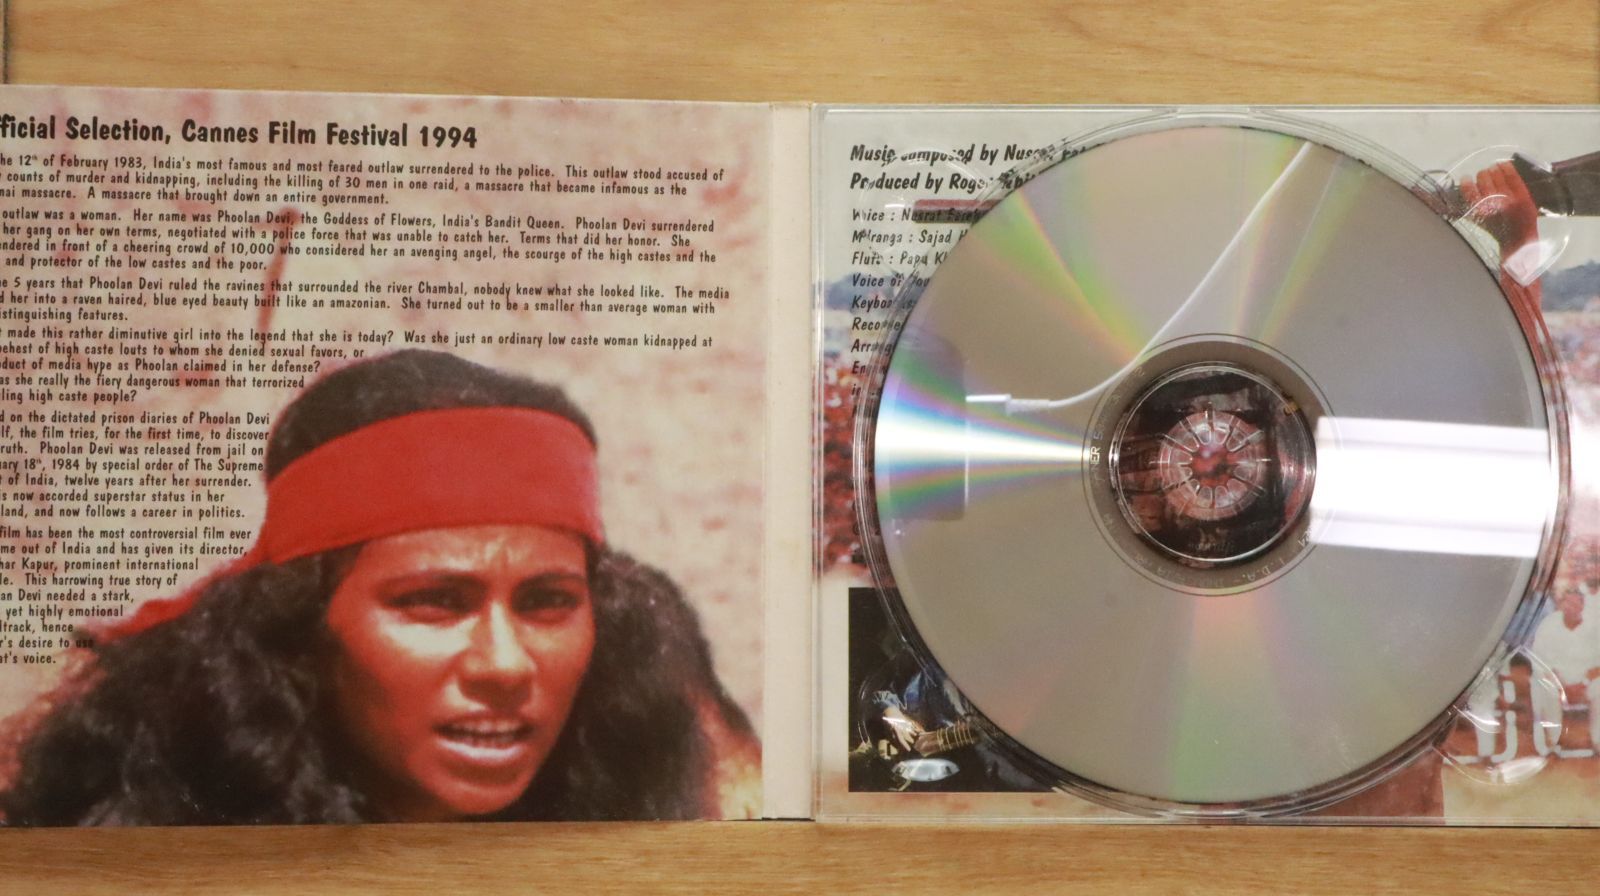 fficial Selection, Cannes Film Festival 1994
he 12th of February 1983, India's most famous and most feared outlaw surrendered to the police. This outlaw stood accused of
counts of murder and kidnapping, including the killing of 30 men in one raid, a massacre that became infamous as the
nai massacre. A massacre that brought down an entire government.
outlaw was a woman. Her name was Phoolan Devi, the Goddess of Flowers, India's Bandit Queen. Phoolan Devi surrendered
her gang on her own terms, negotiated with a police force that was unable to catch her. Terms that did her honor. She
ndered in front of a cheering crowd of 10,000 who considered her an avenging angel, the scourge of the high castes and the
and protector of the low castes and the poor.
e 5 years that Phoolan Devi ruled the ravines that surrounded the river Chambal, nobody knew what she looked like. The media
d her into a raven haired, blue eyed beauty built like an amazonian. She turned out to be a smaller than average woman with
istinguishing features.
t made this rather diminutive girl into the legend that she is today? Was she just an ordinary low caste woman kidnapped at
behest of high caste louts to whom she denied sexual favors, or
oduct of media hype as Phoolan claimed in her defense?
as she really the fiery dangerous woman that terrorized
ling high caste people?
d on the dictated prison diaries of Phoolan Devi
lf, the film tries, for the first time, to discover
ruth. Phoolan Devi was released from jail on
uary 18th, 1984 by special order of The Supreme
t of India, twelve years after her surrender.
is now accorded superstar status in her
land, and now follows a career in politics.
film has been the most controversial film ever
me out of India and has given its director,
har Kapur, prominent international
le. This harrowing true story of
an Devi needed a stark,
yet highly emotional
dtrack, hence
r's desire to use
at's voice.
Music composed by Nusrat
Produced by Roger
Voice : Nusrat
: Sajad
Flute : Papu
Voice of